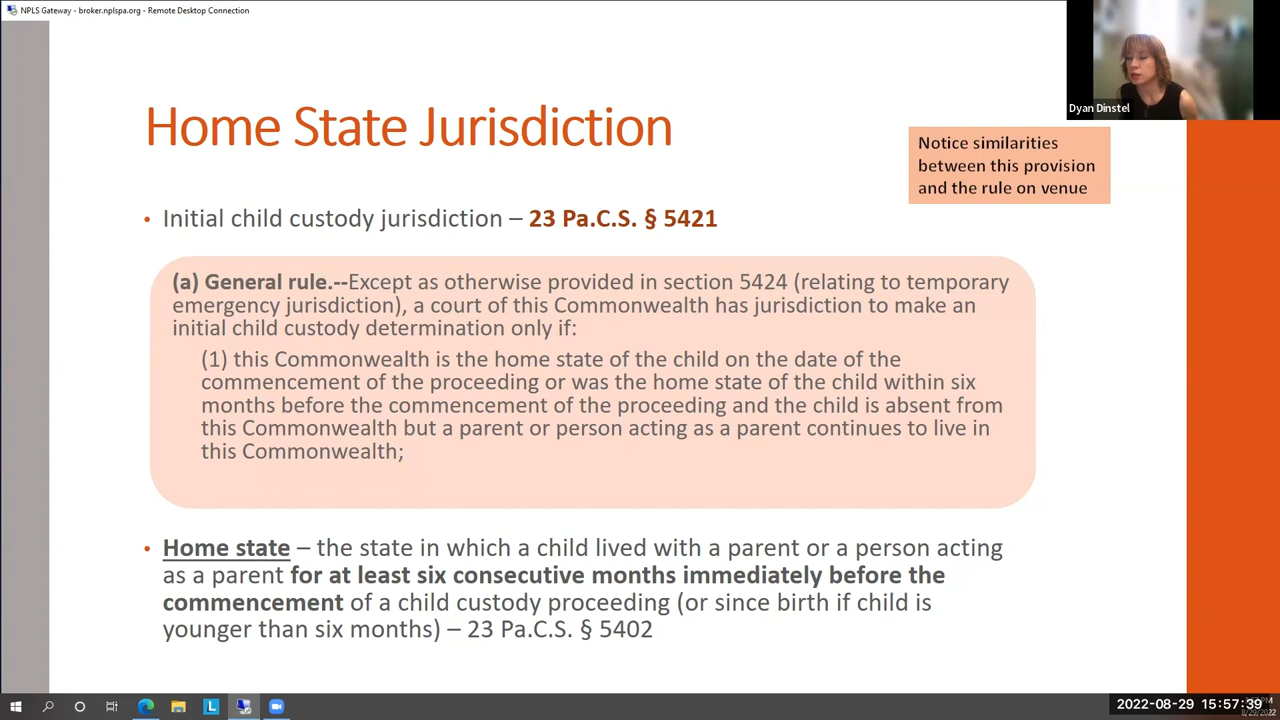 NPLS Gateway - broker.nplspa.org - Remote Desktop Connection
Dyan Dinstel
Home State Jurisdiction
Notice similarities
between this provision
and the rule on venue
• Initial child custody jurisdiction – 23 Pa.C.S. § 5421
(a) General rule.--Except as otherwise provided in section 5424 (relating to temporary
emergency jurisdiction), a court of this Commonwealth has jurisdiction to make an
initial child custody determination only if:
(1) this Commonwealth is the home state of the child on the date of the
commencement of the proceeding or was the home state of the child within six
months before the commencement of the proceeding and the child is absent from
this Commonwealth but a parent or person acting as a parent continues to live in
this Commonwealth;
• Home state – the state in which a child lived with a parent or a person acting
as a parent for at least six consecutive months immediately before the
commencement of a child custody proceeding (or since birth if child is
younger than six months) – 23 Pa.C.S. § 5402
L
2022-08-29 15:57:39